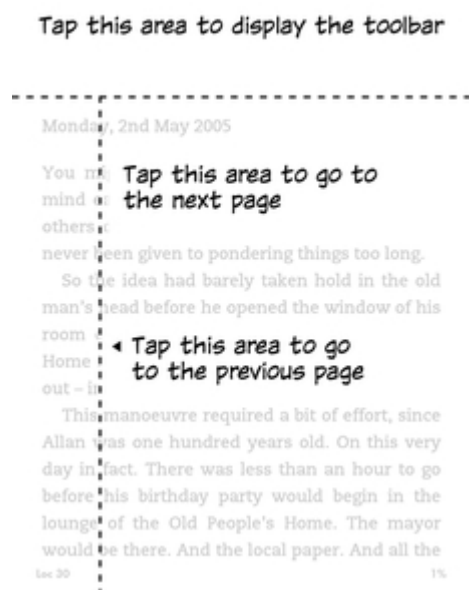 Tap this area to display the toolbar
Monday, 2nd May 2005
You
Tap this area to go to
mind
the next page
others
never been given to pondering things too long.
So the idea had barely taken hold in the old
man's head before he opened the window of his
room
◂ Tap this area to go
Home
to the previous page
out – in
This manoeuvre required a bit of effort, since
Allan was one hundred years old. On this very
day in fact. There was less than an hour to go
before his birthday party would begin in the
lounge of the Old People's Home. The mayor
would be there. And the local paper. And all the
Loc 30 1%